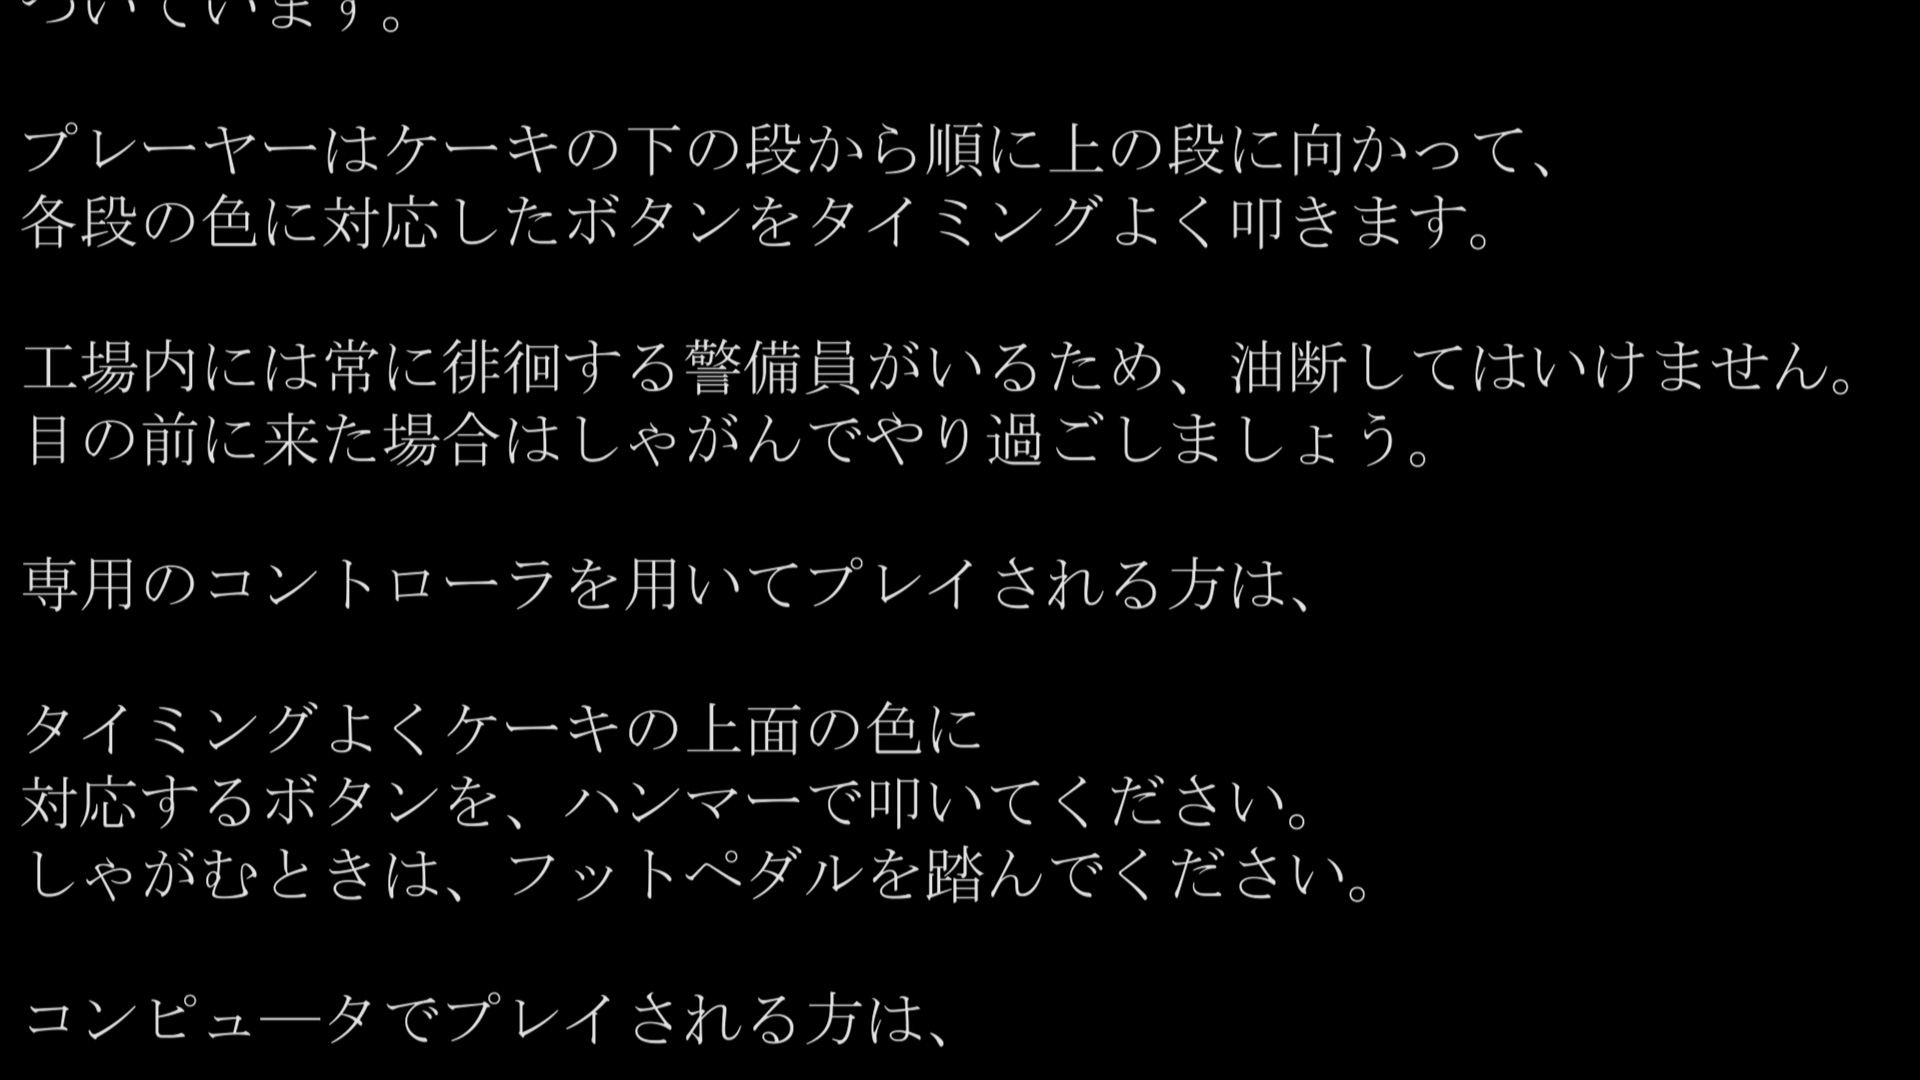 ついています。
プレーヤーはケーキの下の段から順に上の段に向かって、
各段の色に対応したボタンをタイミングよく叩きます。
工場内には常に徘徊する警備員がいるため、油断してはいけません。
目の前に来た場合はしゃがんでやり過ごしましょう。
専用のコントローラを用いてプレイされる方は、
タイミングよくケーキの上面の色に
対応するボタンを、ハンマーで叩いてください。
しゃがむときは、フットペダルを踏んでください。
コンピュ―タでプレイされる方は、